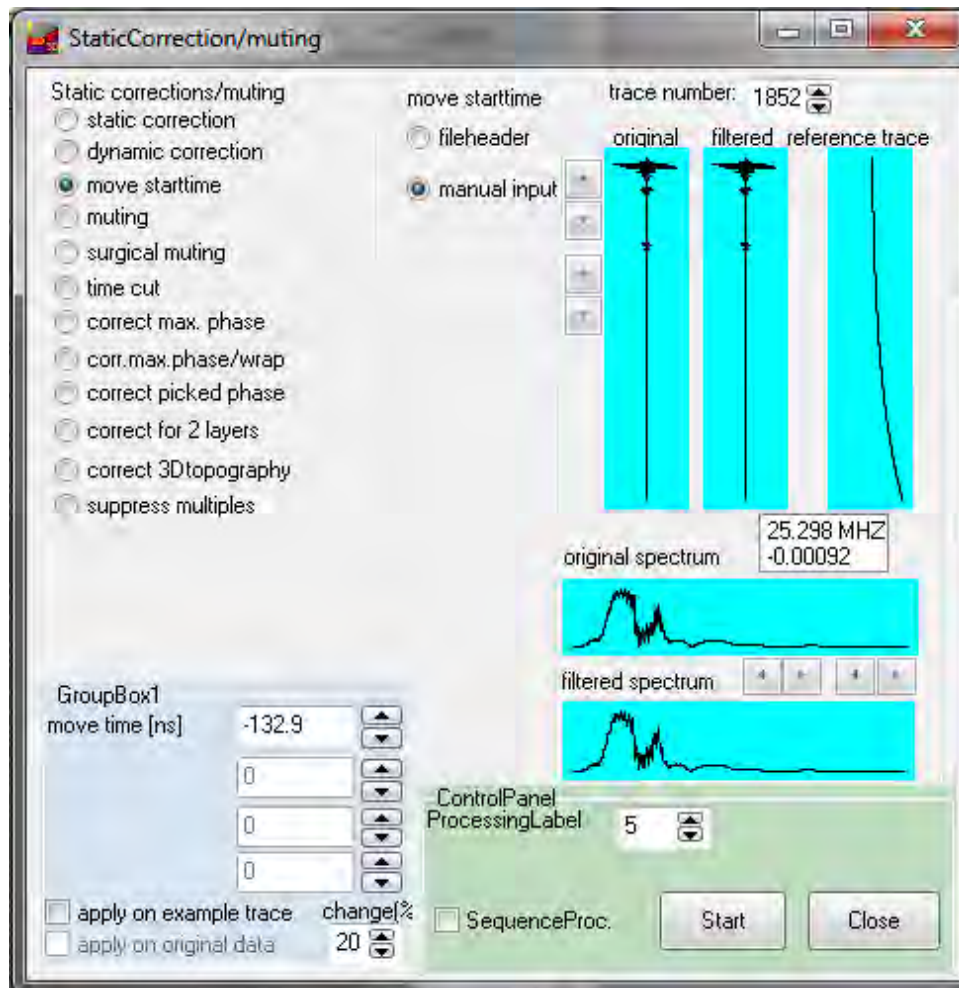 StaticCorrection/muting
Static corrections/muting
static correction
dynamic correction
move starttime
muting
surgical muting
time cut
correct max. phase
corr.max.phase/wrap
correct picked phase
correct for 2 layers
correct 3Dtopography
suppress multiples
move starttime
fileheader
manual input
trace number: 1852
original filtered reference trace
25.298 MHZ
-0.00092
original spectrum
filtered spectrum
GroupBox1
move time [ns] -132.9
0
0
0
apply on example trace
apply on original data
change(%
20
ControlPanel
ProcessingLabel 5
SequenceProc.
Start
Close